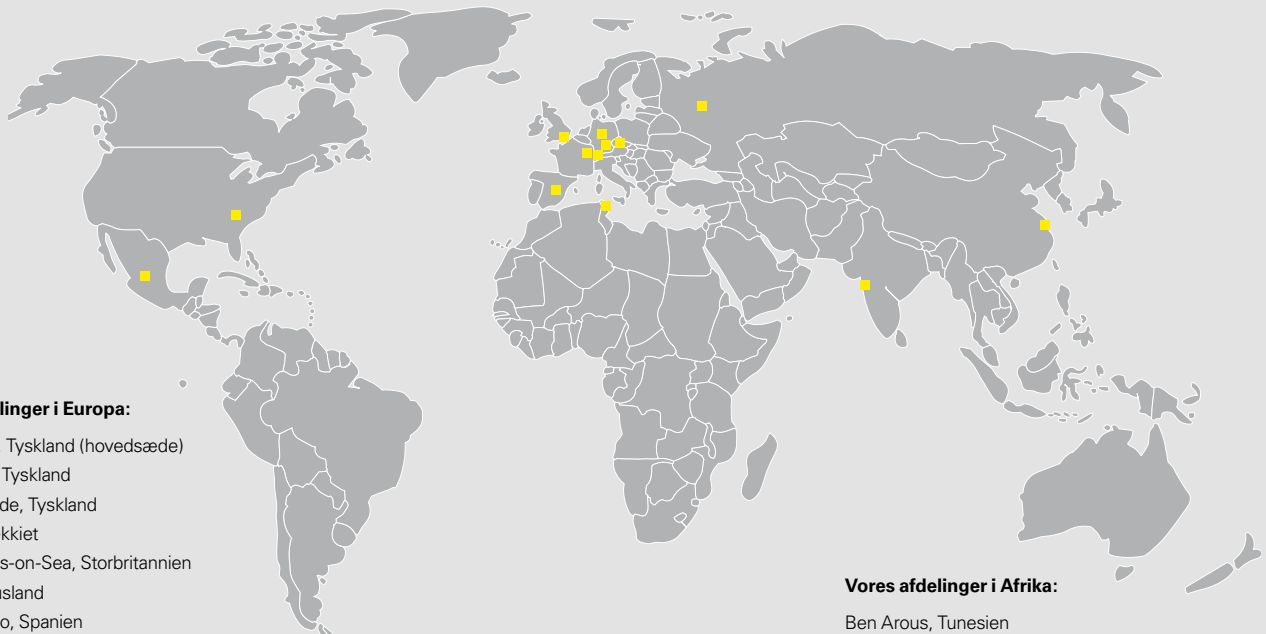 linger i Europa:
Tyskland (hovedsæde)
Tyskland
de, Tyskland
kkiet
s-on-Sea, Storbritannien
sland
o, Spanien
Vores afdelinger i Afrika:
Ben Arous, Tunesien